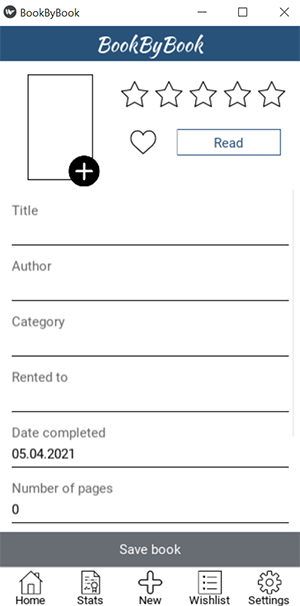 BookByBook
BookByBook
Read
Title
Author
Category
Rented to
Date completed
05.04.2021
Number of pages
0
Save book
Home Stats New Wishlist Settings